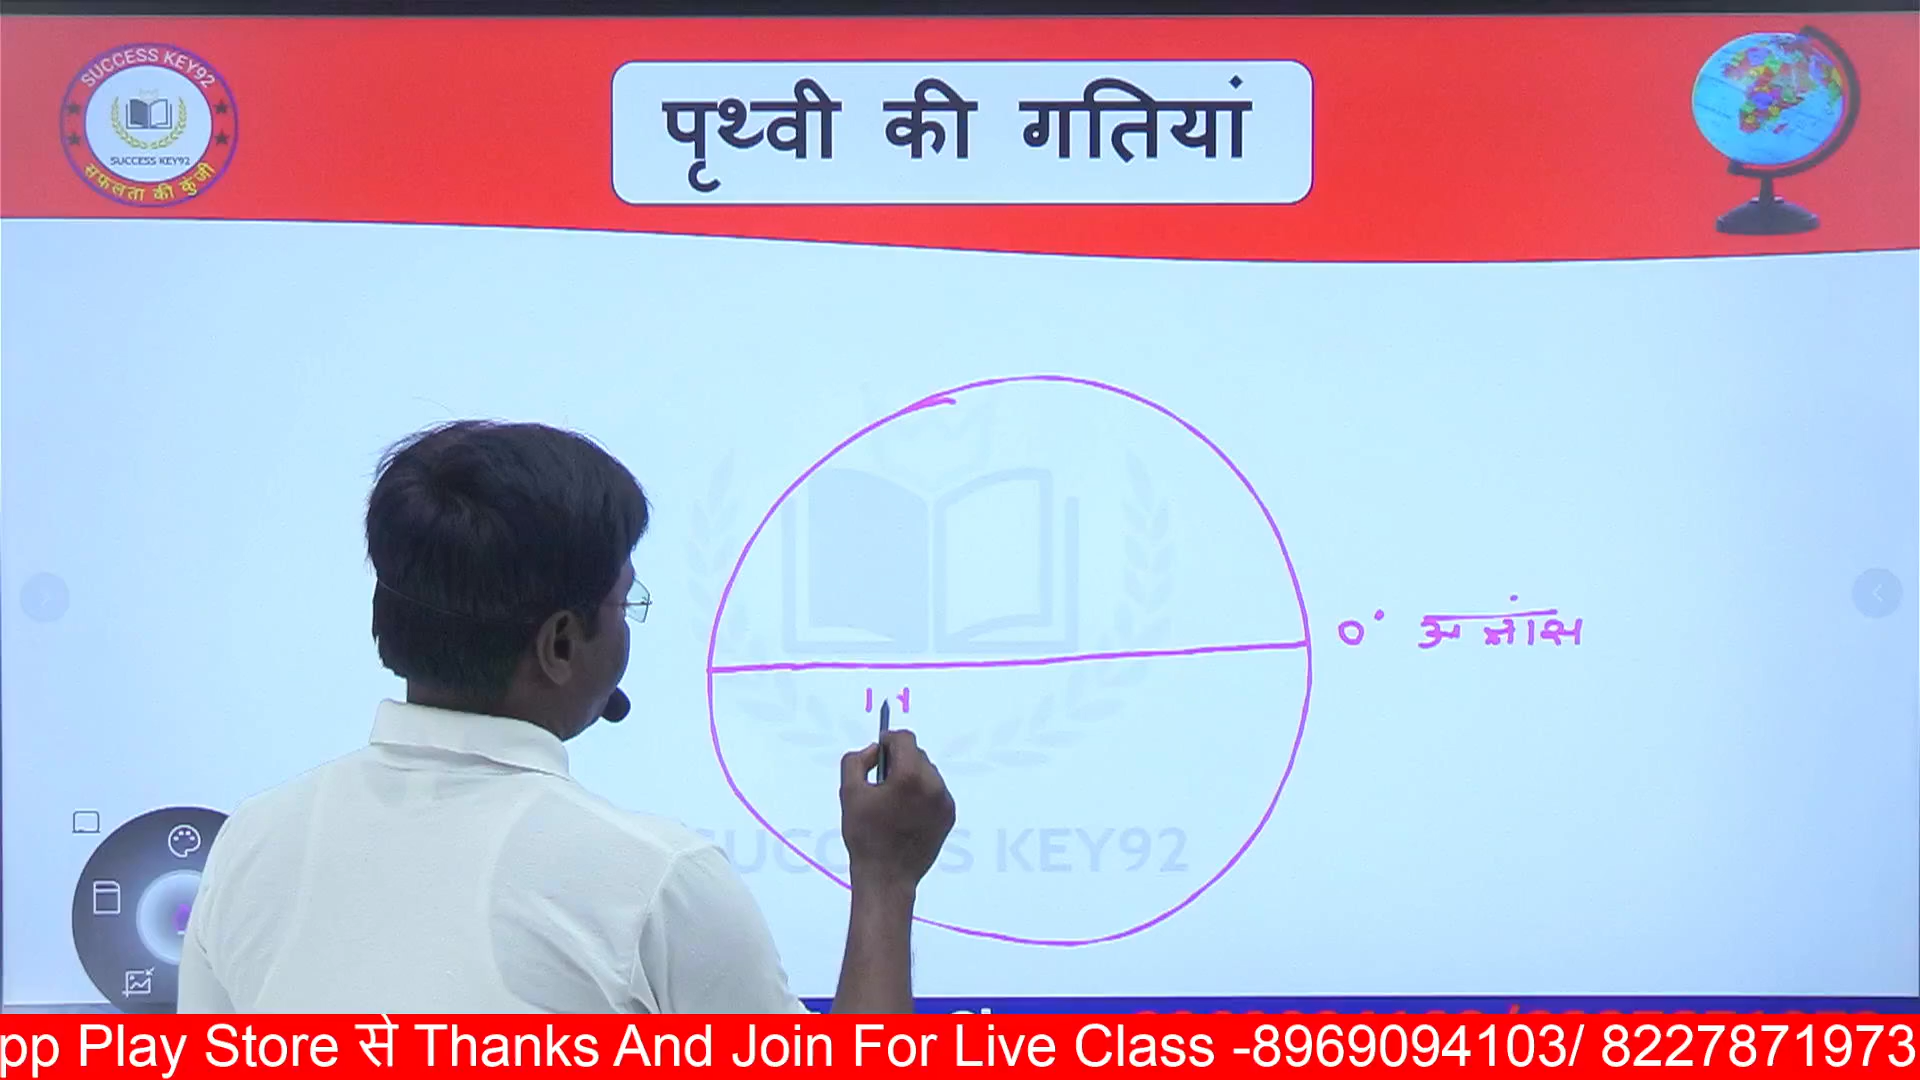 SUCCESS KEY92
SUCCESS KEY92
सफलता की कुंजी
पृथ्वी की गतियां
0°
SUCCESS KEY92
pp Play Store से Thanks And Join For Live Class -8969094103/ 8227871973